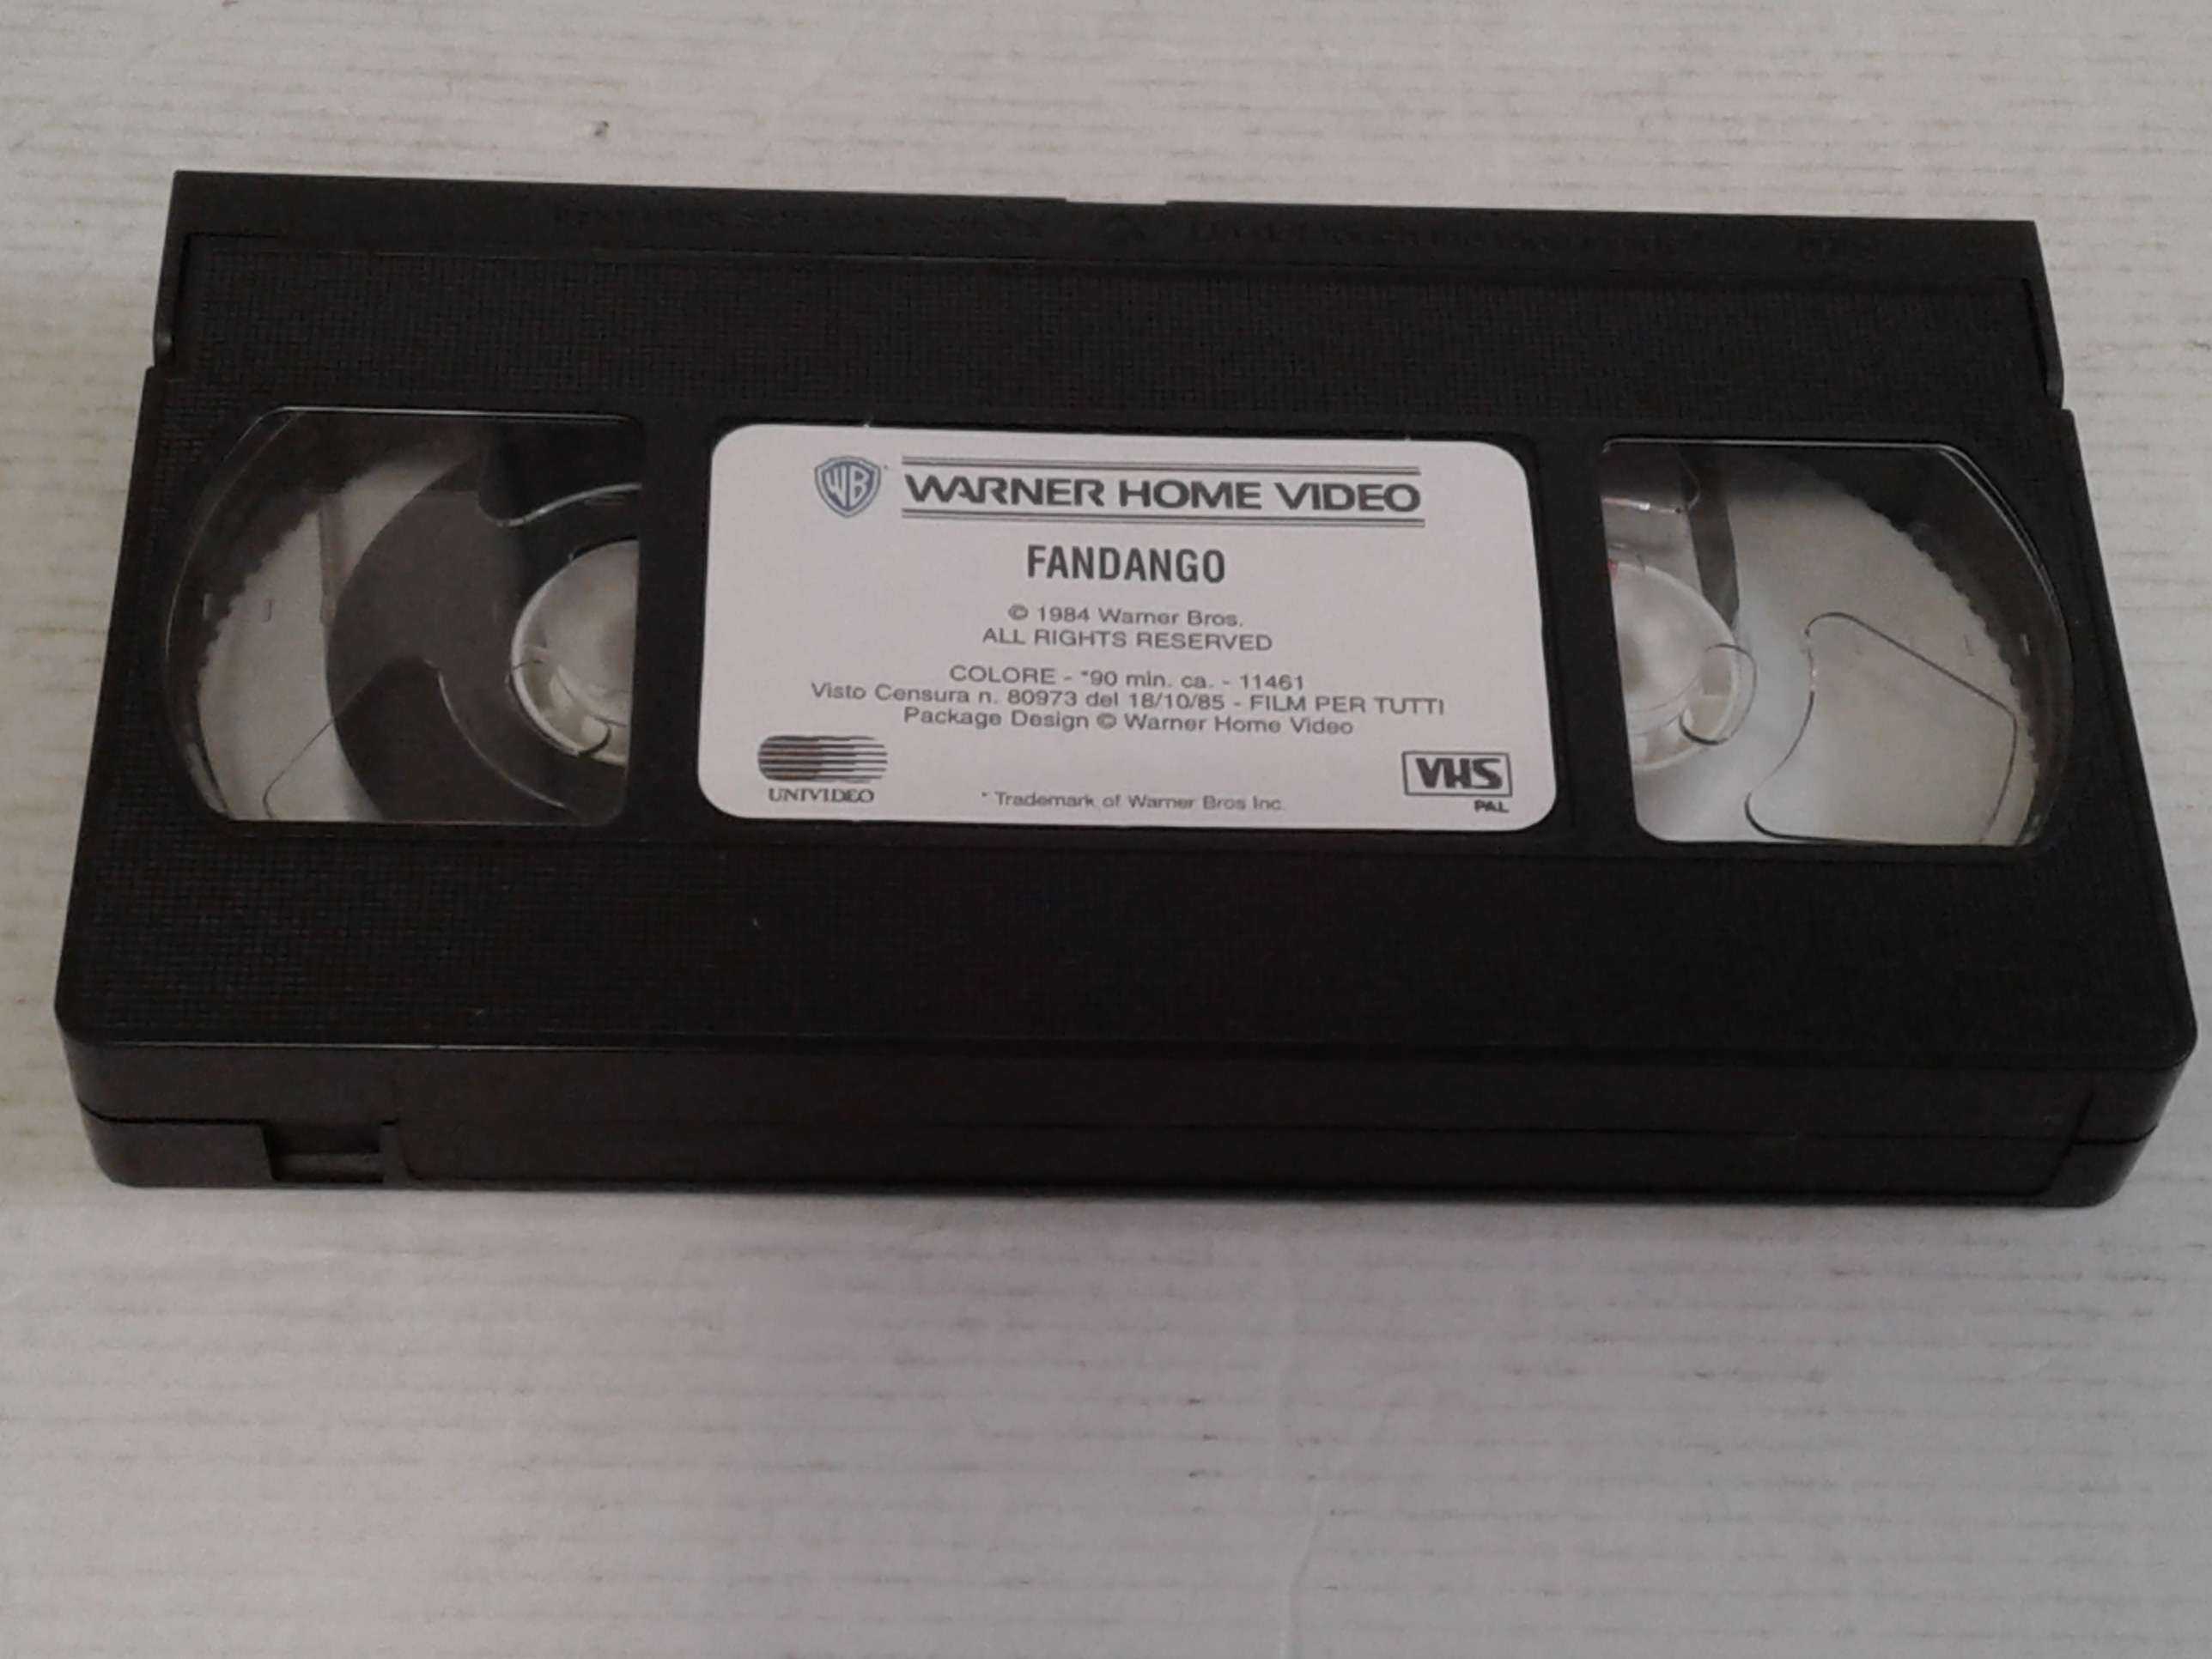 WB WARNER HOME VIDEO
FANDANGO
© 1984 Warner Bros.
ALL RIGHTS RESERVED
COLORE - *90 min. ca. - 11461
Visto Censura n. 80973 del 18/10/85 - FILM PER TUTTI
Package Design © Warner Home Video
UNIVIDEO
* Trademark of Warner Bros Inc.
VHS
PAL